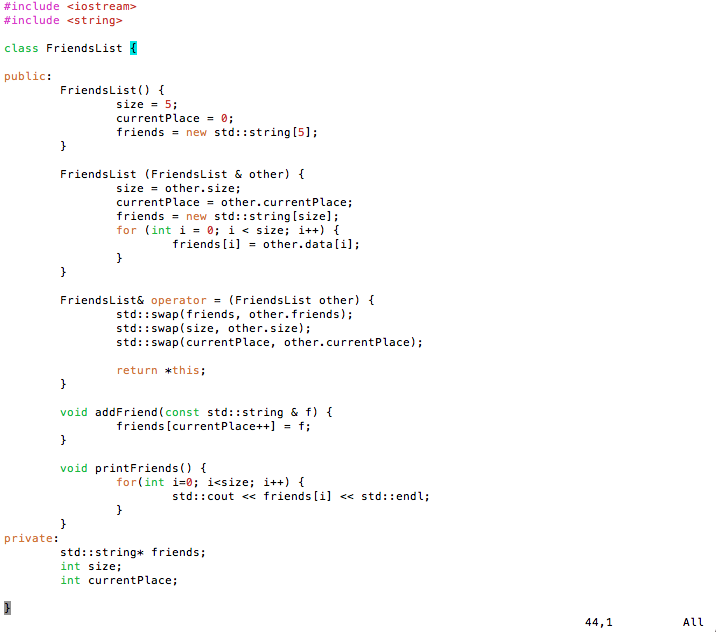 #include <iostream>
#include <string>

class FriendsList {

public:
        FriendsList() {
                size = 5;
                currentPlace = 0;
                friends = new std::string[5];
        }

        FriendsList (FriendsList & other) {
                size = other.size;
                currentPlace = other.currentPlace;
                friends = new std::string[size];
                for (int i = 0; i < size; i++) {
                        friends[i] = other.data[i];
                }
        }

        FriendsList& operator = (FriendsList other) {
                std::swap(friends, other.friends);
                std::swap(size, other.size);
                std::swap(currentPlace, other.currentPlace);

                return *this;
        }

        void addFriend(const std::string & f) {
                friends[currentPlace++] = f;
        }

        void printFriends() {
                for(int i=0; i<size; i++) {
                        std::cout << friends[i] << std::endl;
                }
        }
private:
        std::string* friends;
        int size;
        int currentPlace;

}
44,1 All